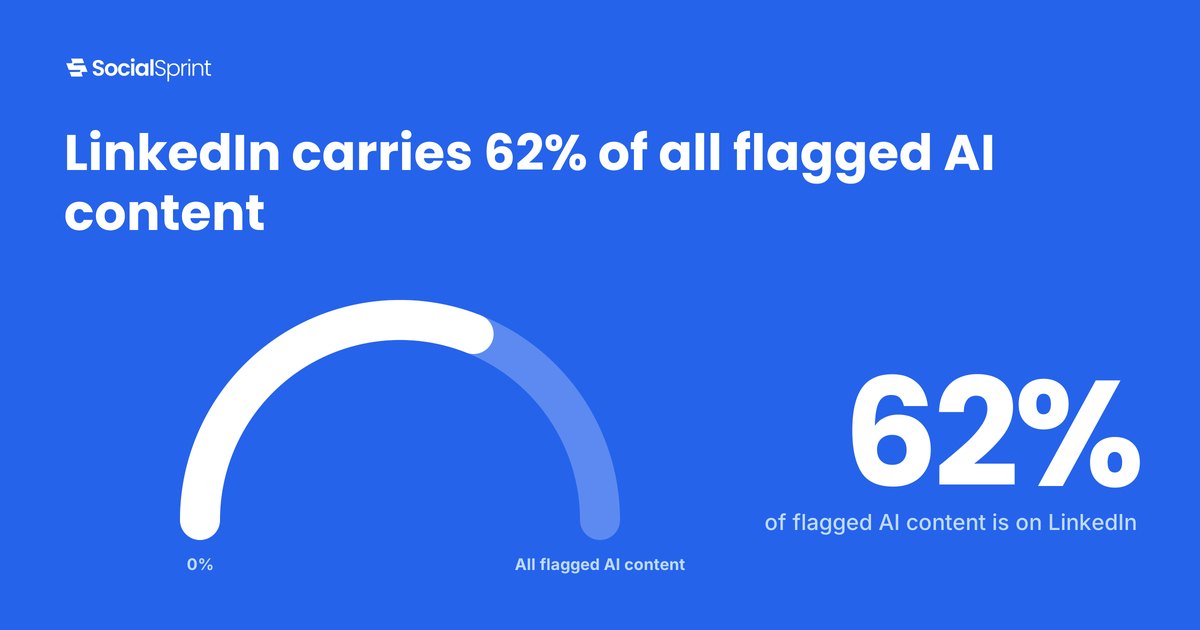 SocialSprint
LinkedIn carries 62% of all flagged AI
content
62%
of flagged AI content is on LinkedIn
0%
All flagged AI content